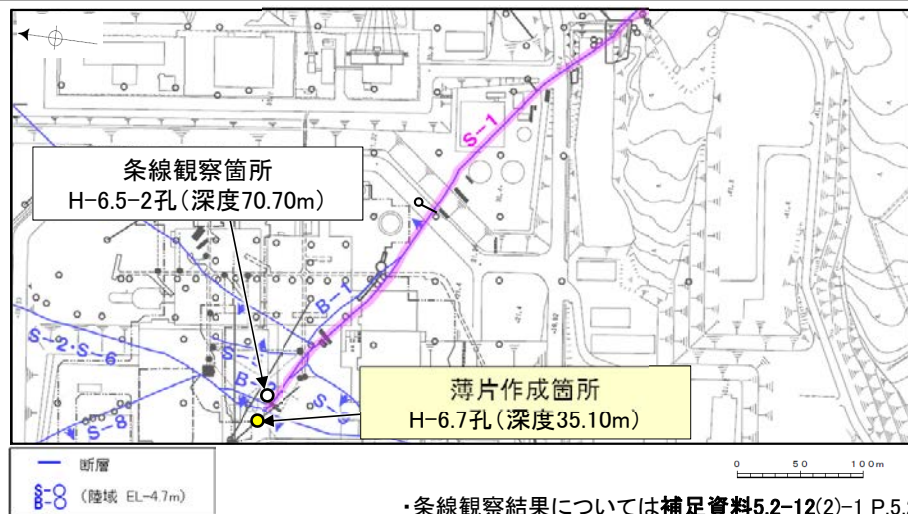 S-1
条線観察箇所
H-6.5-2孔(深度70.70m)
B-1
S-2・S-6
薄片作成箇所
H-6.7孔(深度35.10m)
S-8
断層
S-
B-
(陸域 EL-4.7m)
0 50 100m
・条線観察結果については補足資料5.2-12(2)-1 P.5.2